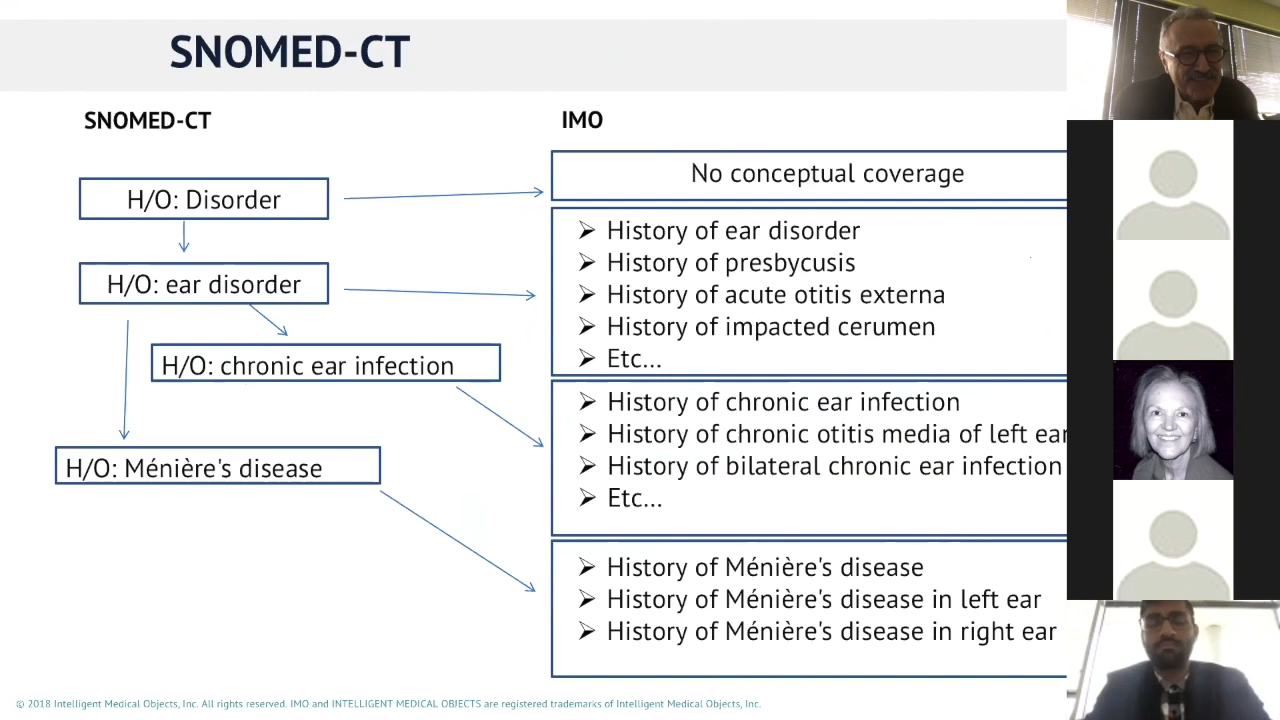 SNOMED-CT
SNOMED-CT
IMO
H/O: Disorder
H/O: ear disorder
H/O: chronic ear infection
H/O: Ménière's disease
No conceptual coverage
➢ History of ear disorder
➢ History of presbycusis
➢ History of acute otitis externa
➢ History of impacted cerumen
➢ Etc...
➢ History of chronic ear infection
➢ History of chronic otitis media of left ear
➢ History of bilateral chronic ear infection
➢ Etc...
➢ History of Ménière's disease
➢ History of Ménière's disease in left ear
➢ History of Ménière's disease in right ear
© 2018 Intelligent Medical Objects, Inc. All rights reserved. IMO and INTELLIGENT MEDICAL OBJECTS are registered trademarks of Intelligent Medical Objects, Inc.